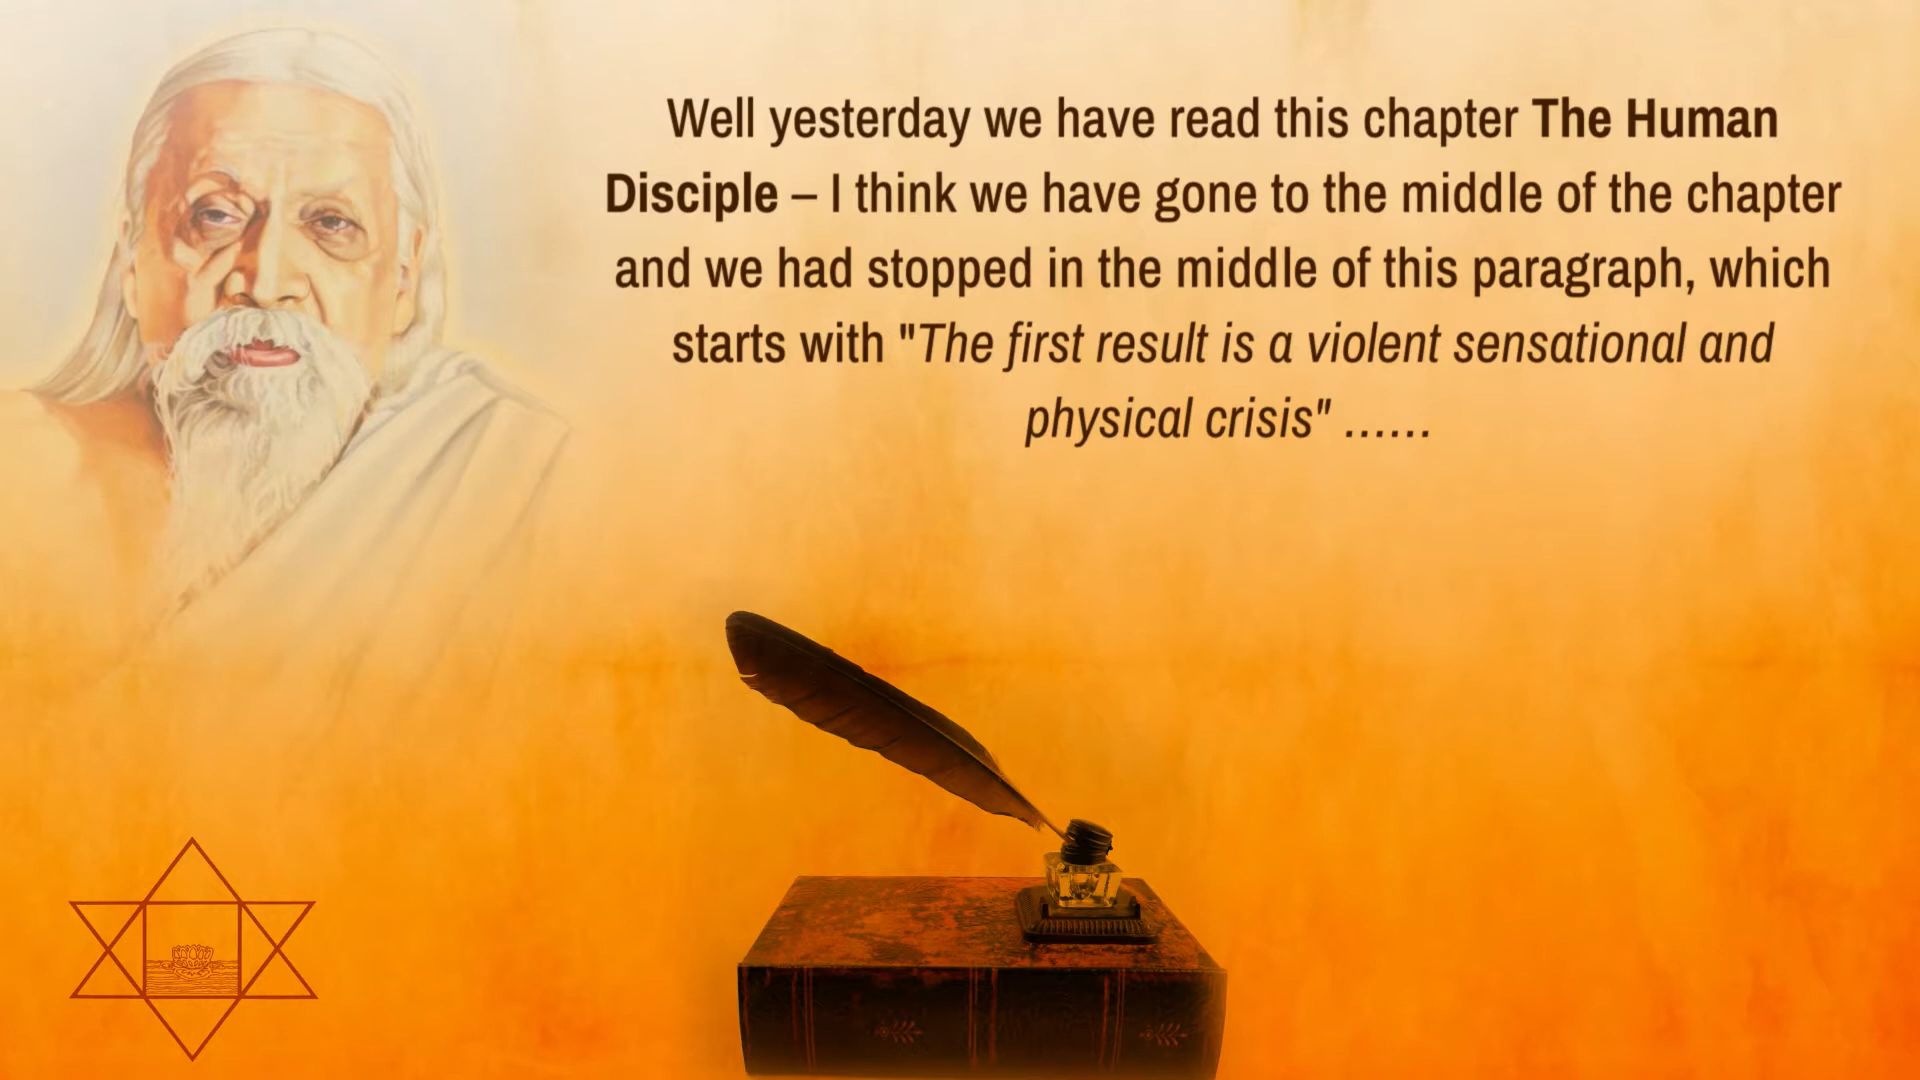 Well yesterday we have read this chapter The Human
Disciple – I think we have gone to the middle of the chapter
and we had stopped in the middle of this paragraph, which
starts with "The first result is a violent sensational and
physical crisis" ......